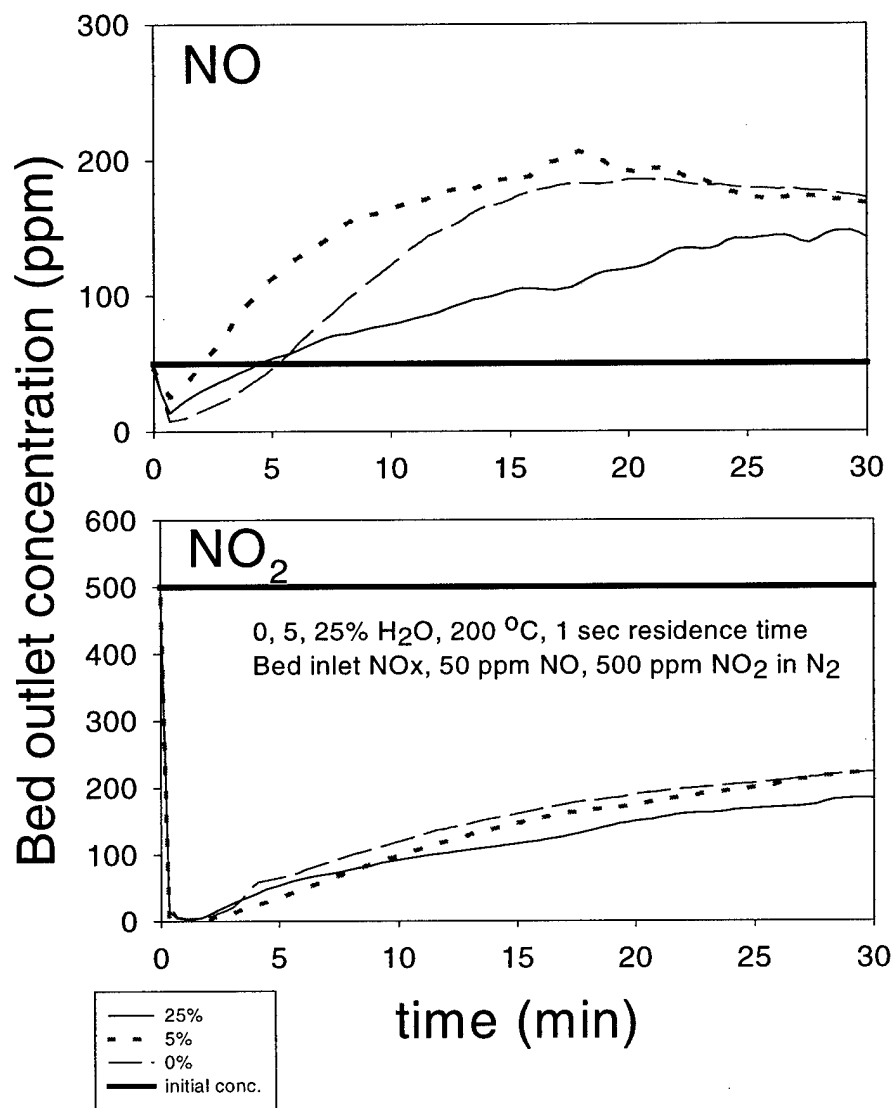 Bed outlet concentration (ppm)
300
NO
200
100
0
0 5 10 15 20 25 30
600
NO2
500
0, 5, 25% H2O, 200 ºC, 1 sec residence time
Bed inlet NOx, 50 ppm NO, 500 ppm NO2 in N2
400
300
200
100
0
0 5 10 15 20 25 30
time (min)
25%
5%
0%
initial conc.